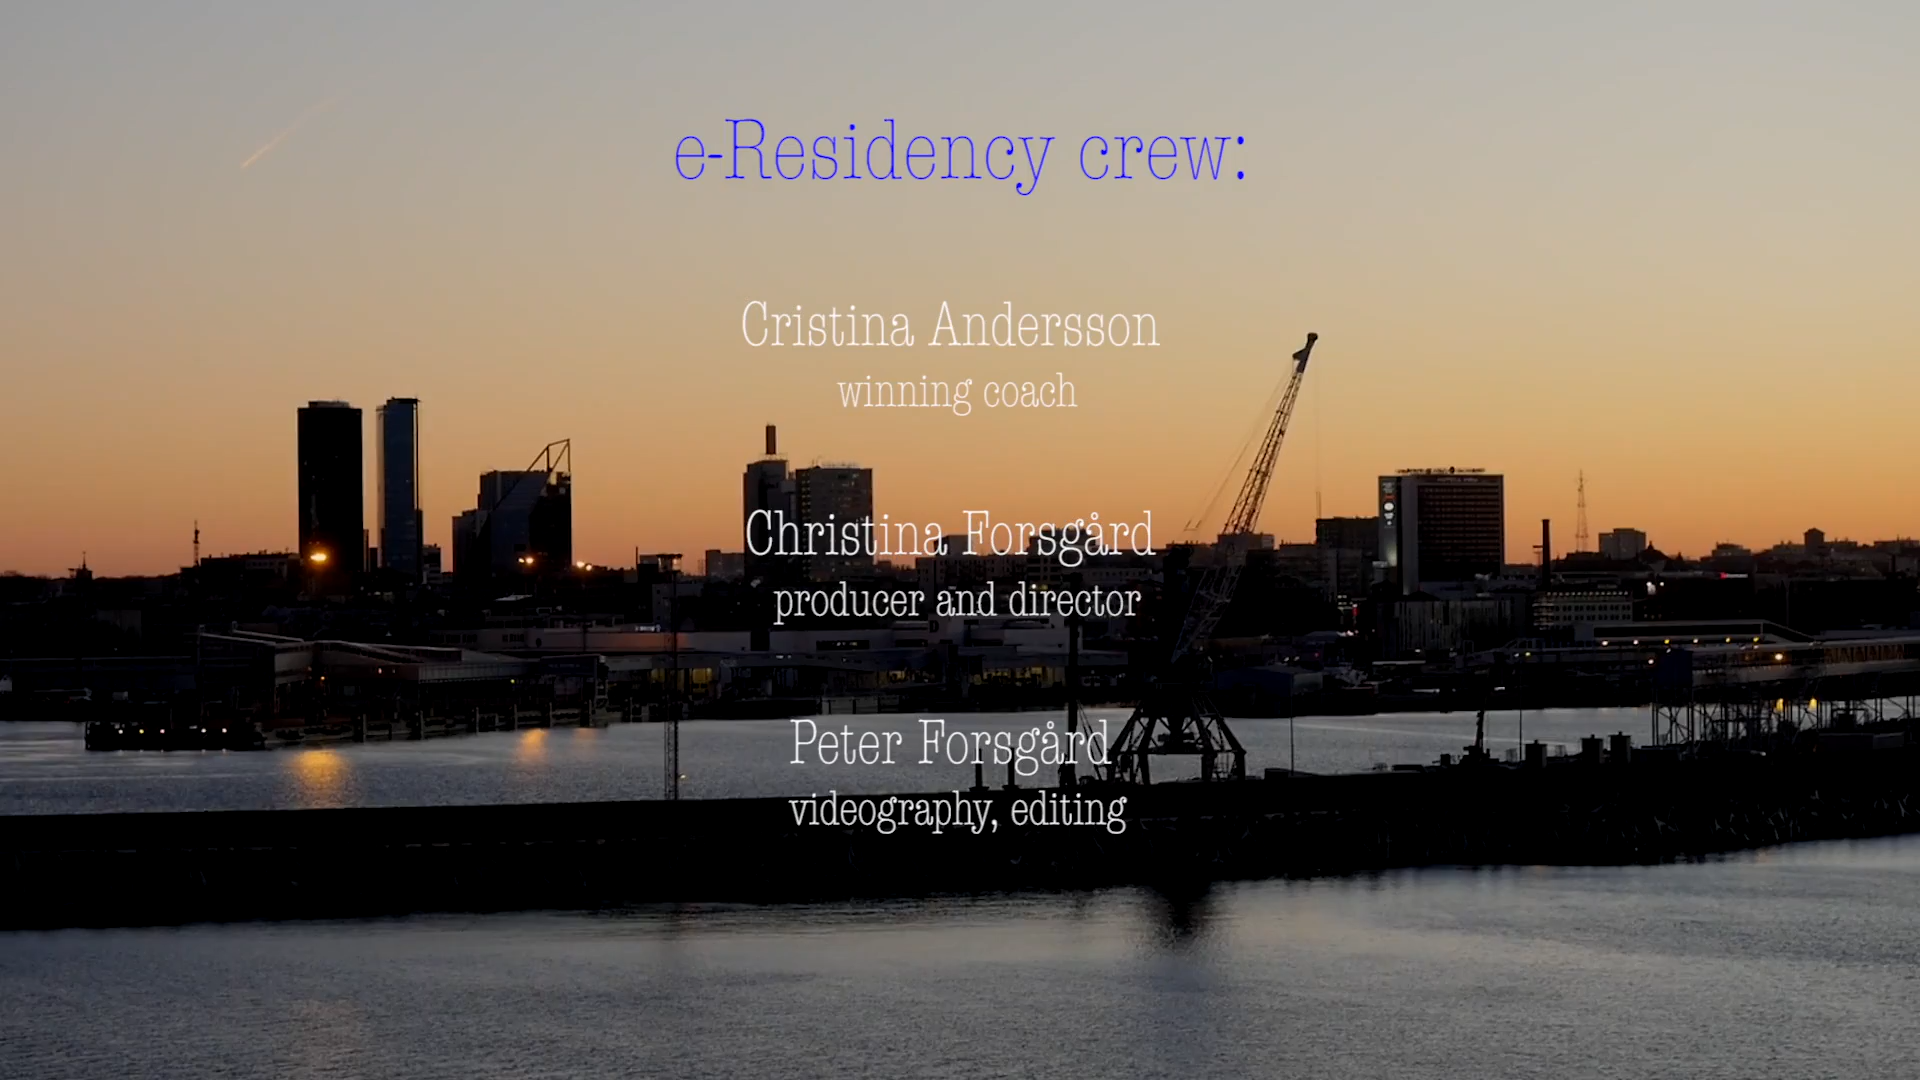 e-Residency crew:
Cristina Andersson
winning coach
Christina Forsgård
producer and director
Peter Forsgård
videography, editing